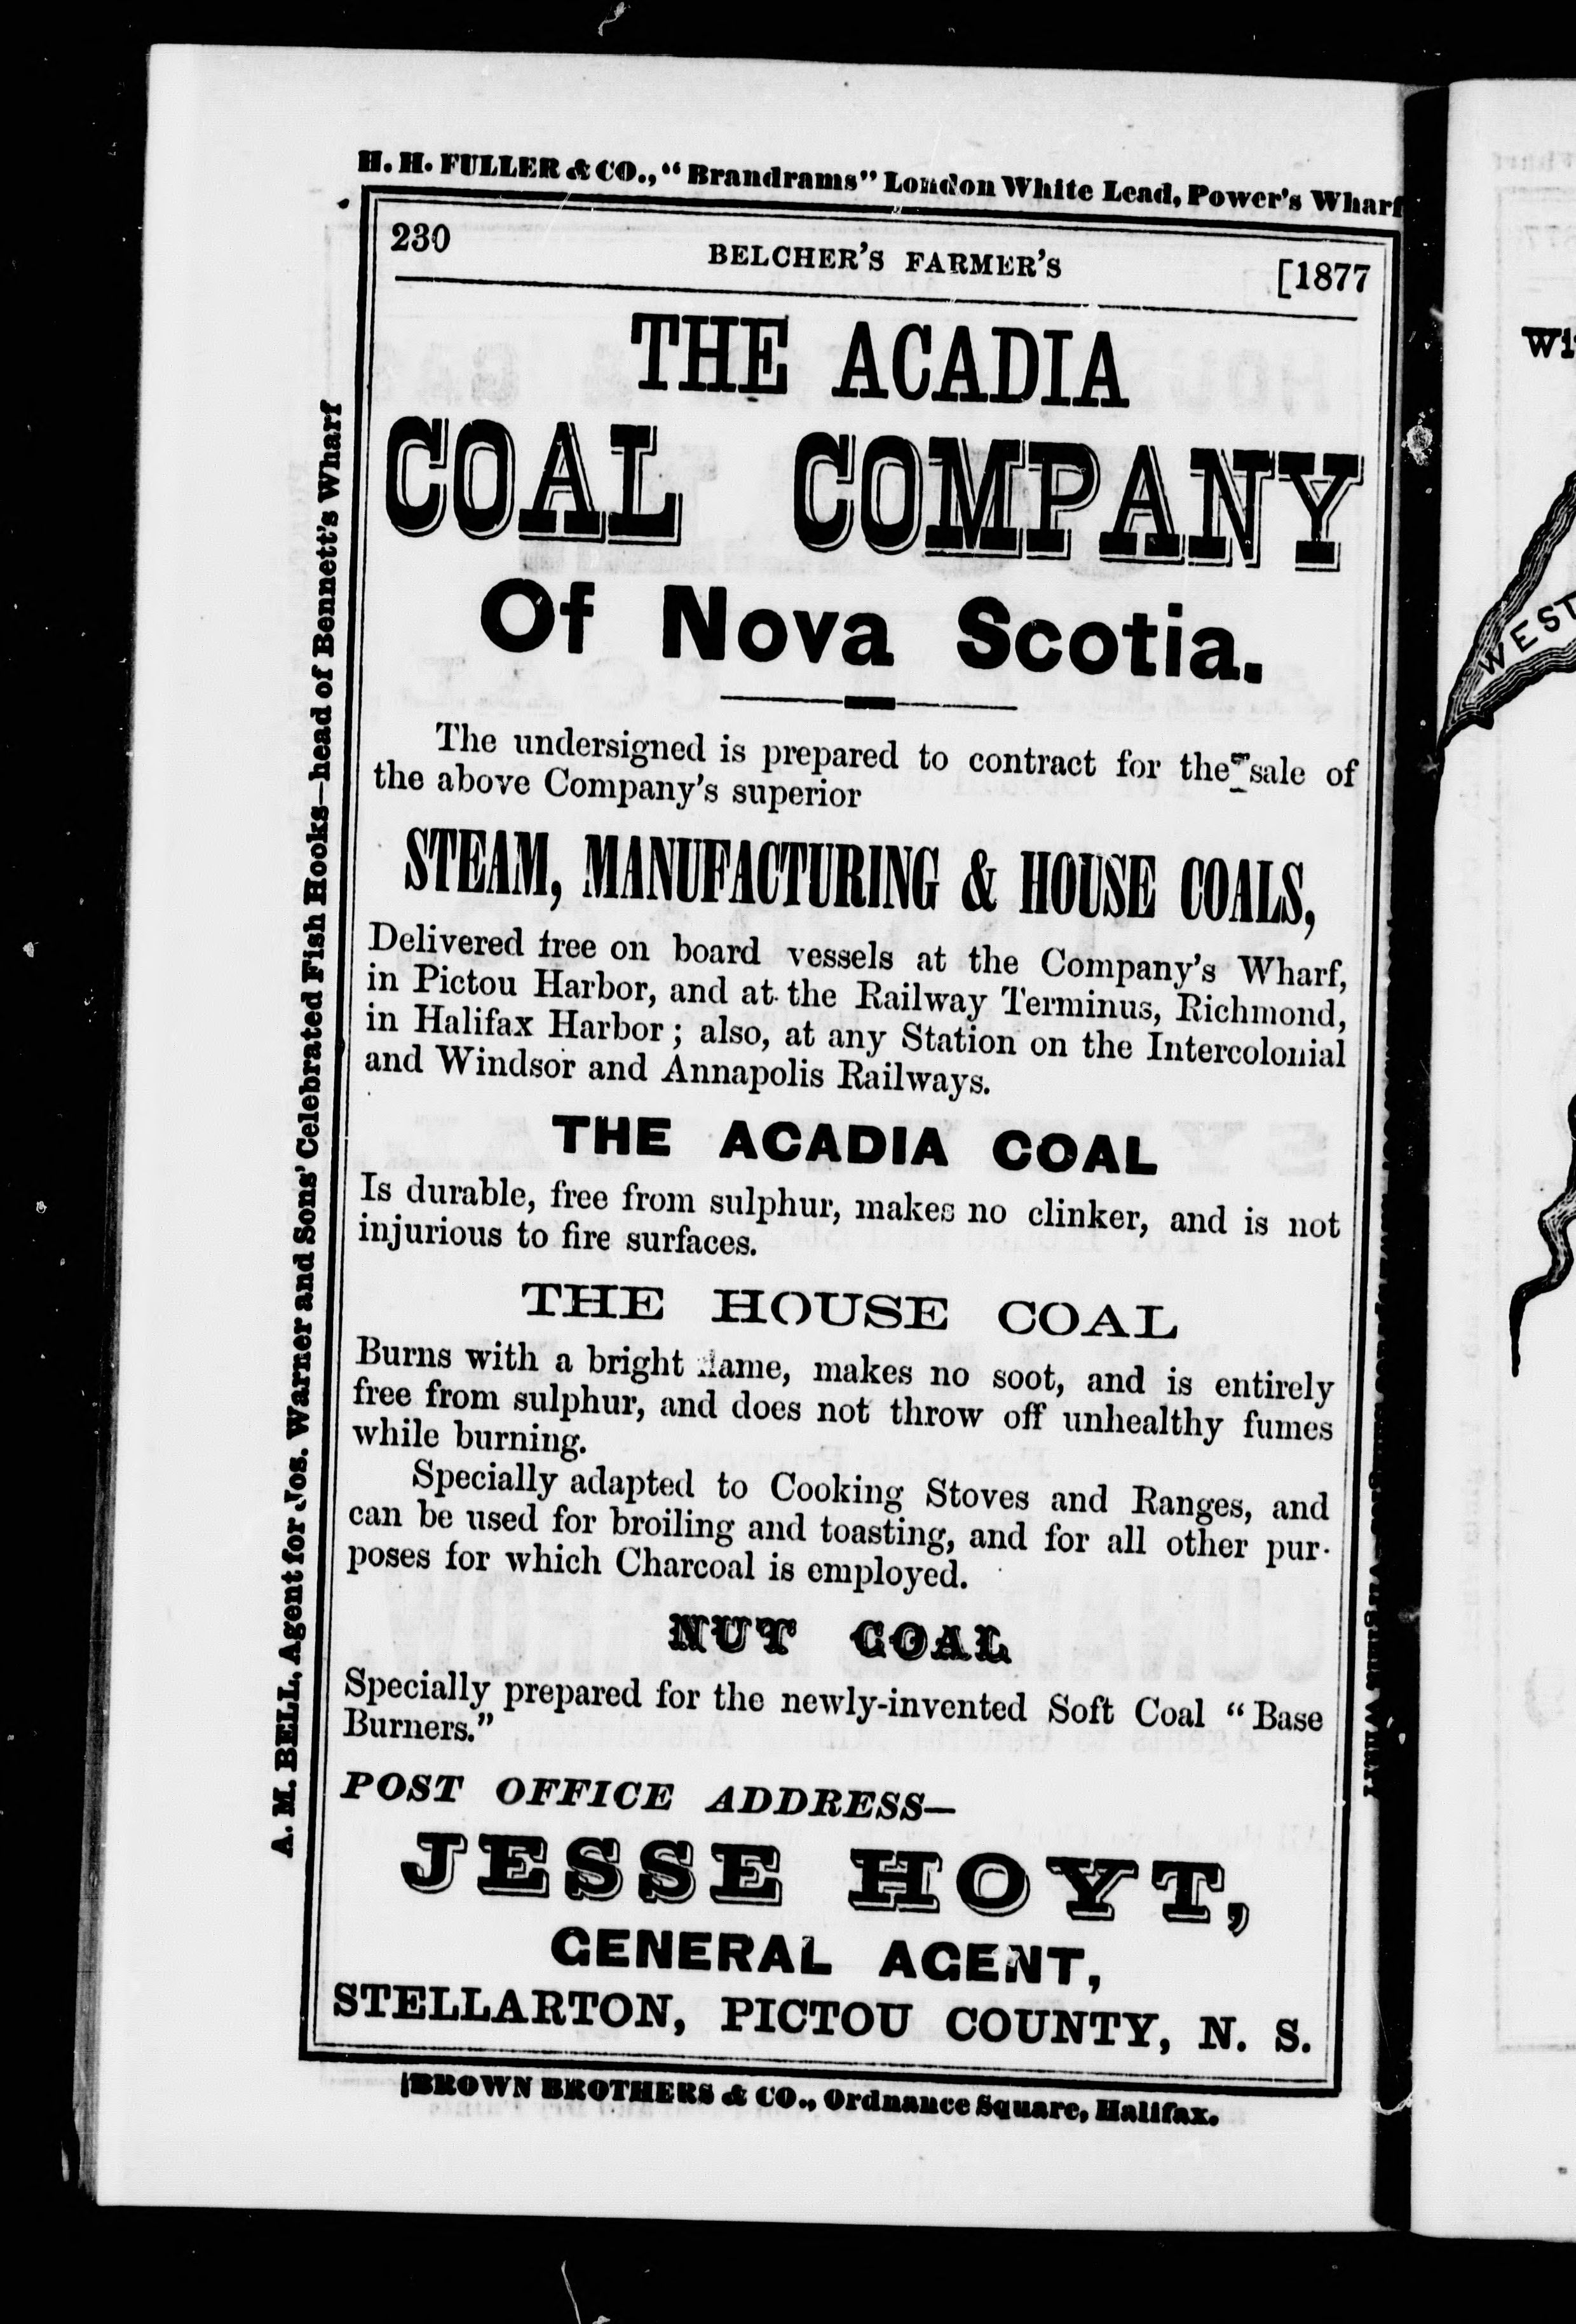 H. H. FULLER & CO., "Brandrams" London White Lead, Power's Wharf
230 BELCHER'S FARMER'S [1877
THE ACADIA
COAL COMPANY
Of Nova Scotia.
The undersigned is prepared to contract for the sale of
the above Company's superior
STEAM, MANUFACTURING & HOUSE COALS,
Delivered free on board vessels at the Company's Wharf,
in Pictou Harbor, and at the Railway Terminus, Richmond,
in Halifax Harbor; also, at any Station on the Intercolonial
and Windsor and Annapolis Railways.
THE ACADIA COAL
Is durable, free from sulphur, makes no clinker, and is not
injurious to fire surfaces.
THE HOUSE COAL
Burns with a bright flame, makes no soot, and is entirely
free from sulphur, and does not throw off unhealthy fumes
while burning.
Specially adapted to Cooking Stoves and Ranges, and
can be used for broiling and toasting, and for all other pur-
poses for which Charcoal is employed.
NUT COAL
Specially prepared for the newly-invented Soft Coal "Base
Burners."
POST OFFICE ADDRESS—
JESSE HOYT,
GENERAL AGENT,
STELLARTON, PICTOU COUNTY, N. S.
BROWN BROTHERS & CO., Ordnance Square, Halifax.
A. M. BELL, Agent for Jos. Warner and Sons' Celebrated Fish Hooks—head of Bennett's Wharf
WEST